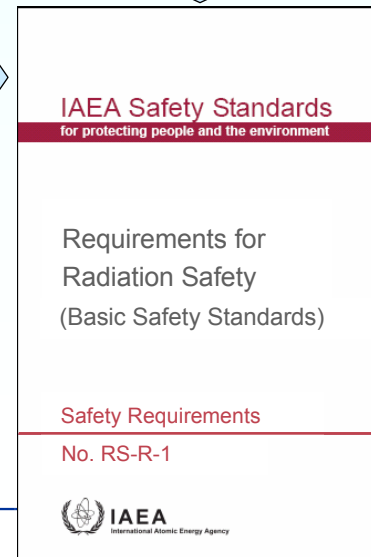 IAEA Safety Standards
for protecting people and the environment
Requirements for
Radiation Safety
(Basic Safety Standards)
Safety Requirements
No. RS-R-1
IAEA
International Atomic Energy Agency